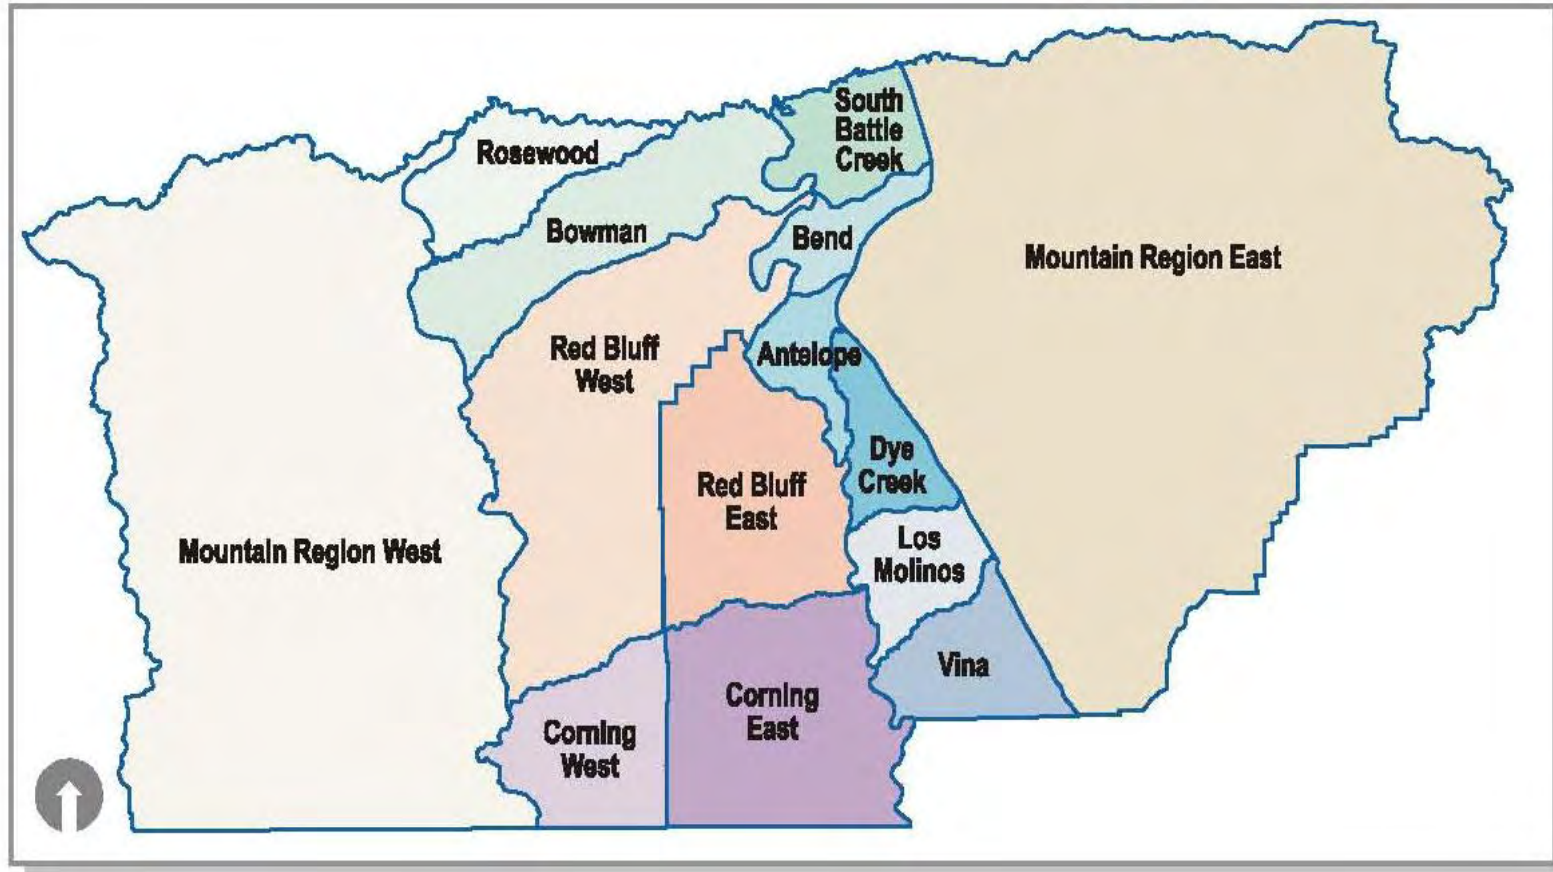 South
Battle
Creek
Rosewood
Bowman
Bend
Mountain Region East
Red Bluff
West
Antelope
Dye
Creek
Red Bluff
East
Los
Molinos
Mountain Region West
Vina
Corning
East
Corning
West